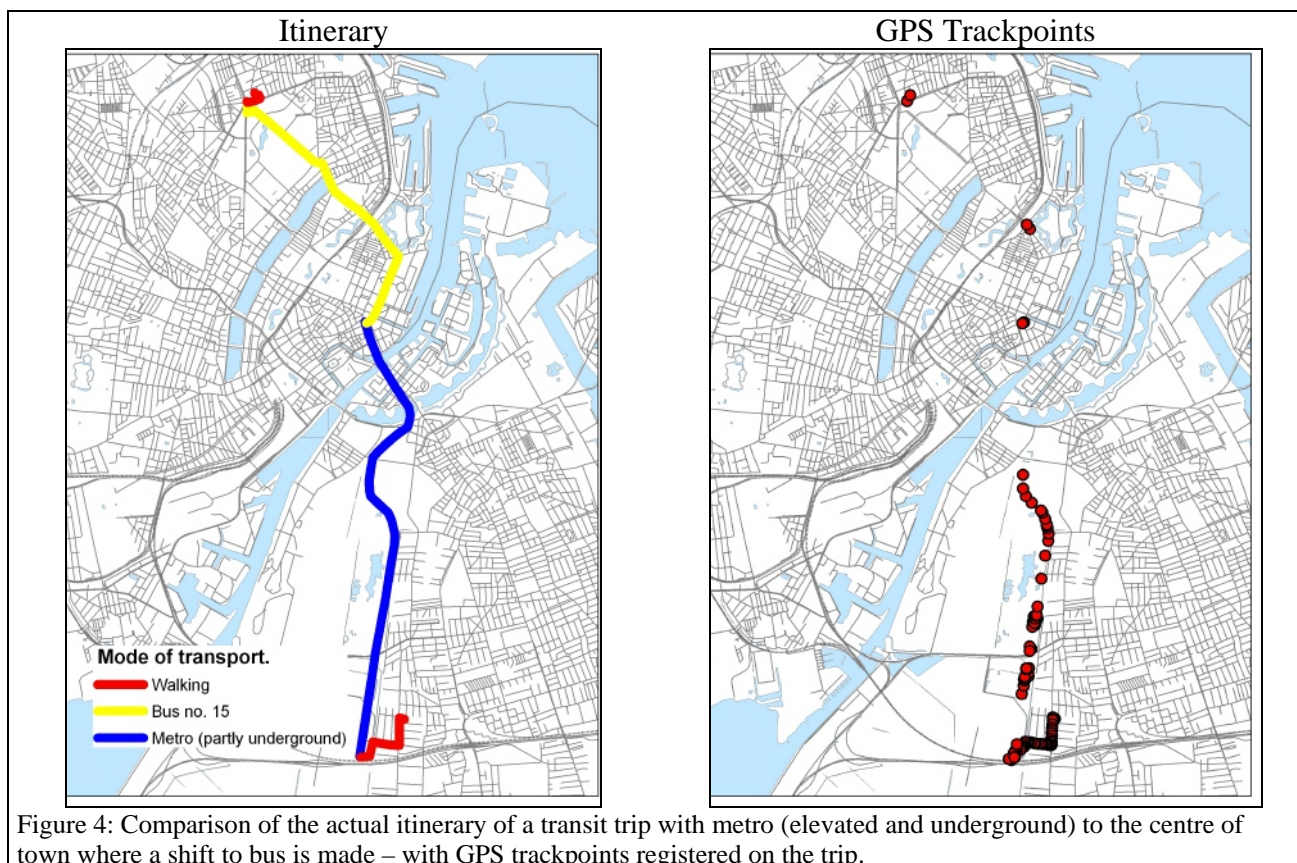 Itinerary
GPS Trackpoints
Mode of transport.
Walking
Bus no. 15
Metro (partly underground)
Figure 4: Comparison of the actual itinerary of a transit trip with metro (elevated and underground) to the centre of
town where a shift to bus is made – with GPS trackpoints registered on the trip.